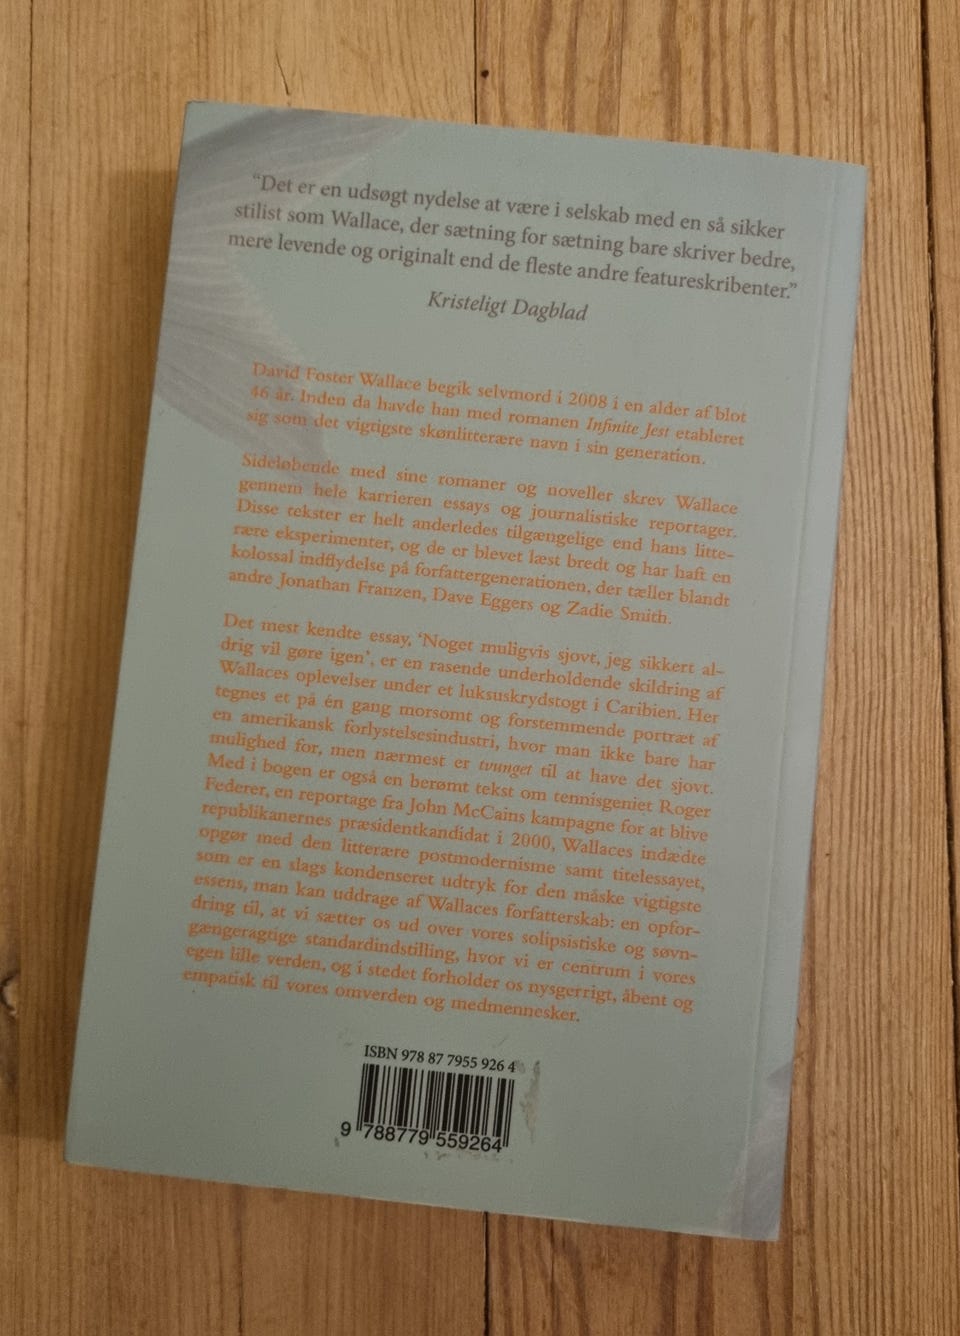 “Det er en udsøgt nydelse at være i selskab med en så sikker
stilist som Wallace, der sætning for sætning bare skriver bedre,
mere levende og originalt end de fleste andre featureskribenter.”
Kristeligt Dagblad
David Foster Wallace begik selvmord i 2008 i en alder af blot
46 år. Inden da havde han med romanen Infinite Jest etableret
sig som det vigtigste skønlitterære navn i sin generation.
Sideløbende med sine romaner og noveller skrev Wallace
gennem hele karrieren essays og journalistiske reportager.
Disse tekster er helt anderledes tilgængelige end hans litte-
rære eksperimenter, og de er blevet læst bredt og har haft en
kolossal indflydelse på forfattergenerationen, der tæller blandt
andre Jonathan Franzen, Dave Eggers og Zadie Smith.
Det mest kendte essay, ‘Noget muligvis sjovt, jeg sikkert al-
drig vil gøre igen’, er en rasende underholdende skildring af
Wallaces oplevelser under et luksuskrydstogt i Caribien. Her
tegnes et på én gang morsomt og forstemmende portræt af
en amerikansk forlystelsesindustri, hvor man ikke bare har
mulighed for, men nærmest er tvunget til at have det sjovt.
Med i bogen er også en berømt tekst om tennisgeniet Roger
Federer, en reportage fra John McCains kampagne for at blive
republikanernes præsidentkandidat i 2000, Wallaces indædte
opgør med den litterære postmodernisme samt titelessayet,
som er en slags kondenseret udtryk for den måske vigtigste
essens, man kan uddrage af Wallaces forfatterskab: en opfor-
dring til, at vi sætter os ud over vores solipsistiske og søvn-
gængeragtige standardindstilling, hvor vi er centrum i vores
egen lille verden, og i stedet forholder os nysgerrigt, åbent og
empatisk til vores omverden og medmennesker.
ISBN 978 87 7955 926 4
9 788779 559264